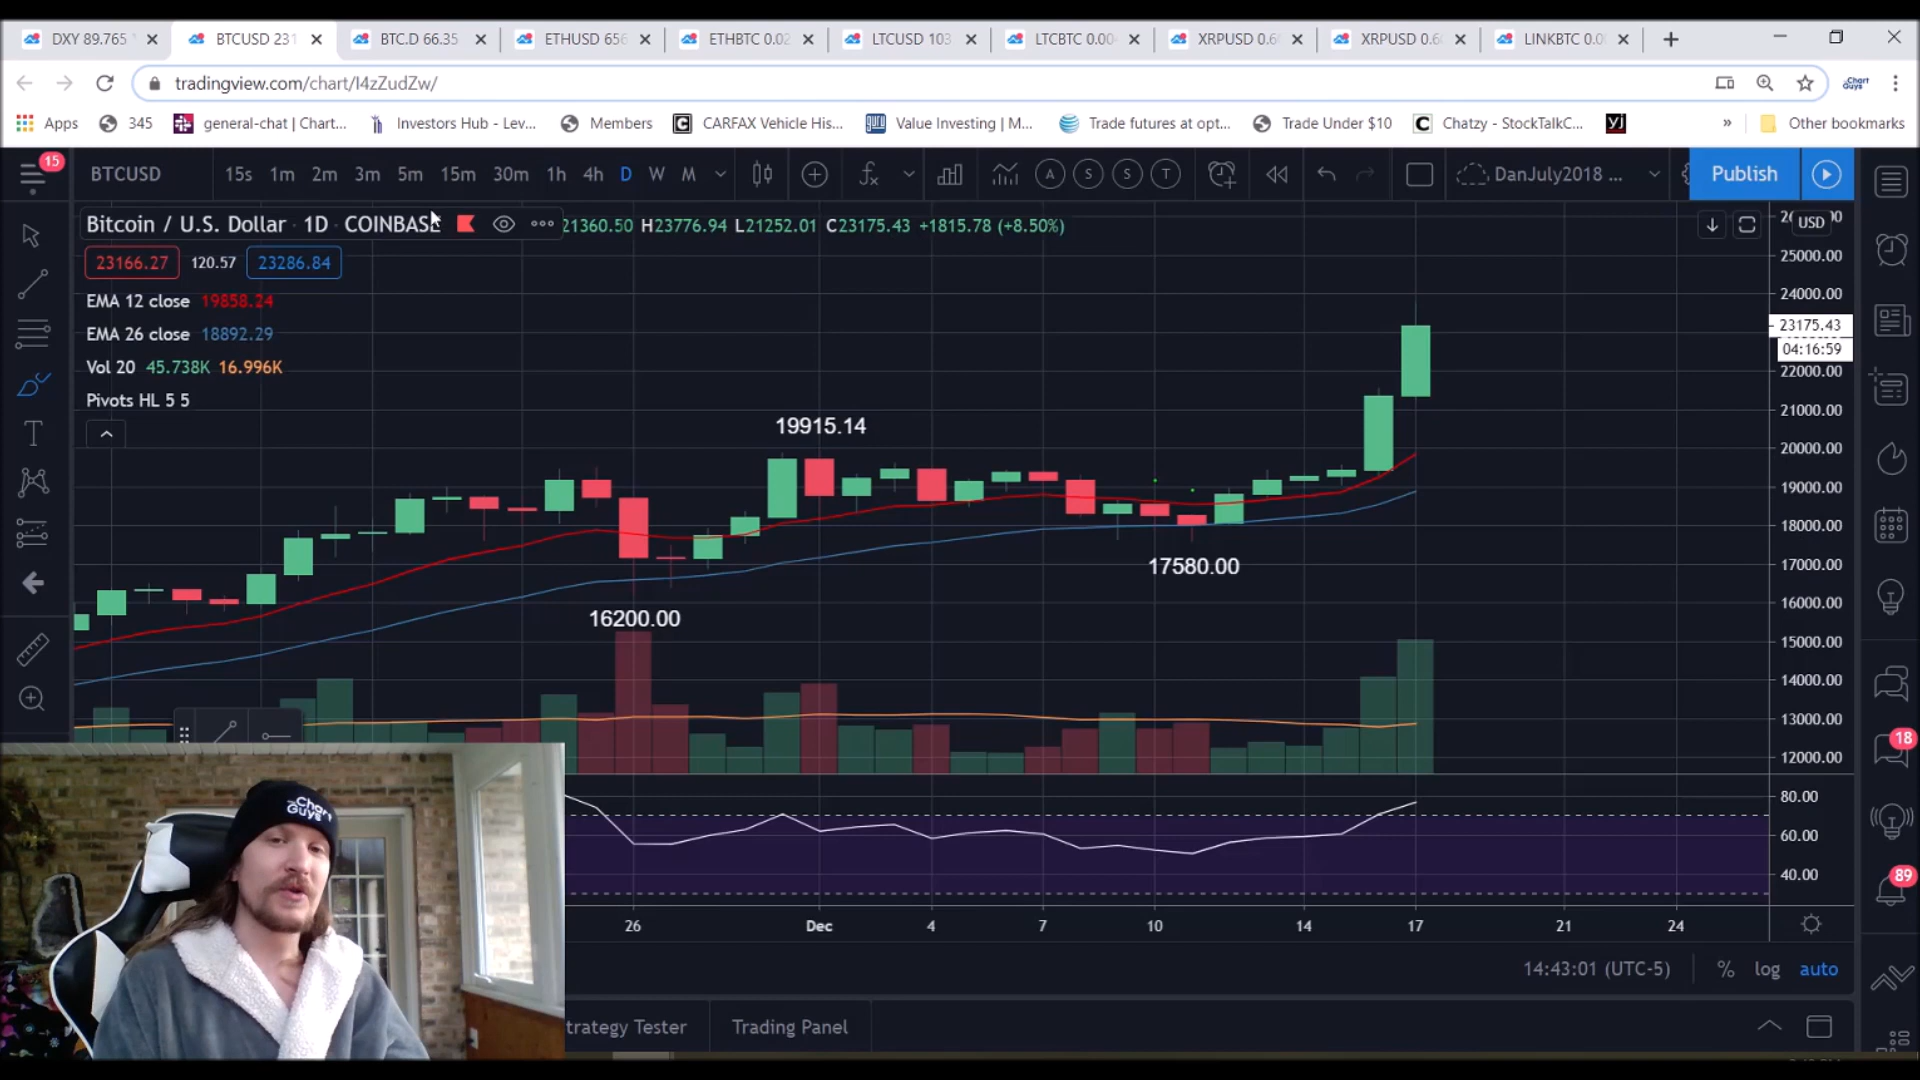 DXY 89.765
BTCUSD 231
BTC.D 66.35
ETHUSD 656
ETHBTC 0.02
LTCUSD 103
LTCBTC 0.00
XRPUSD 0.6
XRPUSD 0.6
LINKBTC 0.0
tradingview.com/chart/I4zZudZw/
Chart Guys
Apps
345
general-chat | Chart...
Investors Hub - Lev...
Members
CARFAX Vehicle His...
guru
Value Investing | M...
Trade futures at opt...
Trade Under $10
Chatzy - StockTalkC...
yj
»
Other bookmarks
15
BTCUSD
15s 1m 2m 3m 5m 15m 30m 1h 4h D W M
A S S T
DanJuly2018 ...
Publish
Bitcoin / U.S. Dollar · 1D · COINBASE
21360.50 H23776.94 L21252.01 C23175.43 +1815.78 (+8.50%)
USD
23166.27 120.57 23286.84
EMA 12 close 19858.24
EMA 26 close 18892.29
Vol 20 45.738K 16.996K
Pivots HL 5 5
19915.14
17580.00
16200.00
25000.00
24000.00
23175.43
04:16:59
22000.00
21000.00
20000.00
19000.00
18000.00
17000.00
16000.00
15000.00
14000.00
13000.00
12000.00
80.00
60.00
40.00
18
89
26 Dec 4 7 10 14 17 21 24
14:43:01 (UTC-5) % log auto
trategy Tester
Trading Panel
The Chart Guys